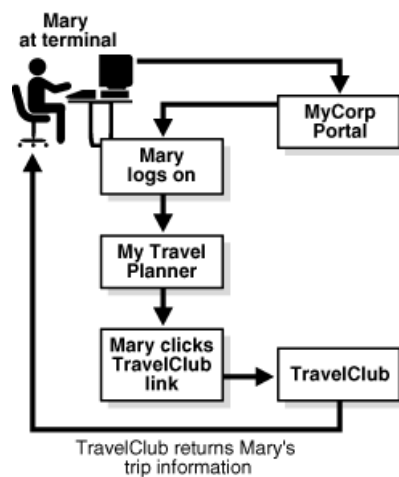 Mary
at terminal
MyCorp
Portal
Mary
logs on
My Travel
Planner
Mary clicks
TravelClub
link
TravelClub
TravelClub returns Mary's
trip information